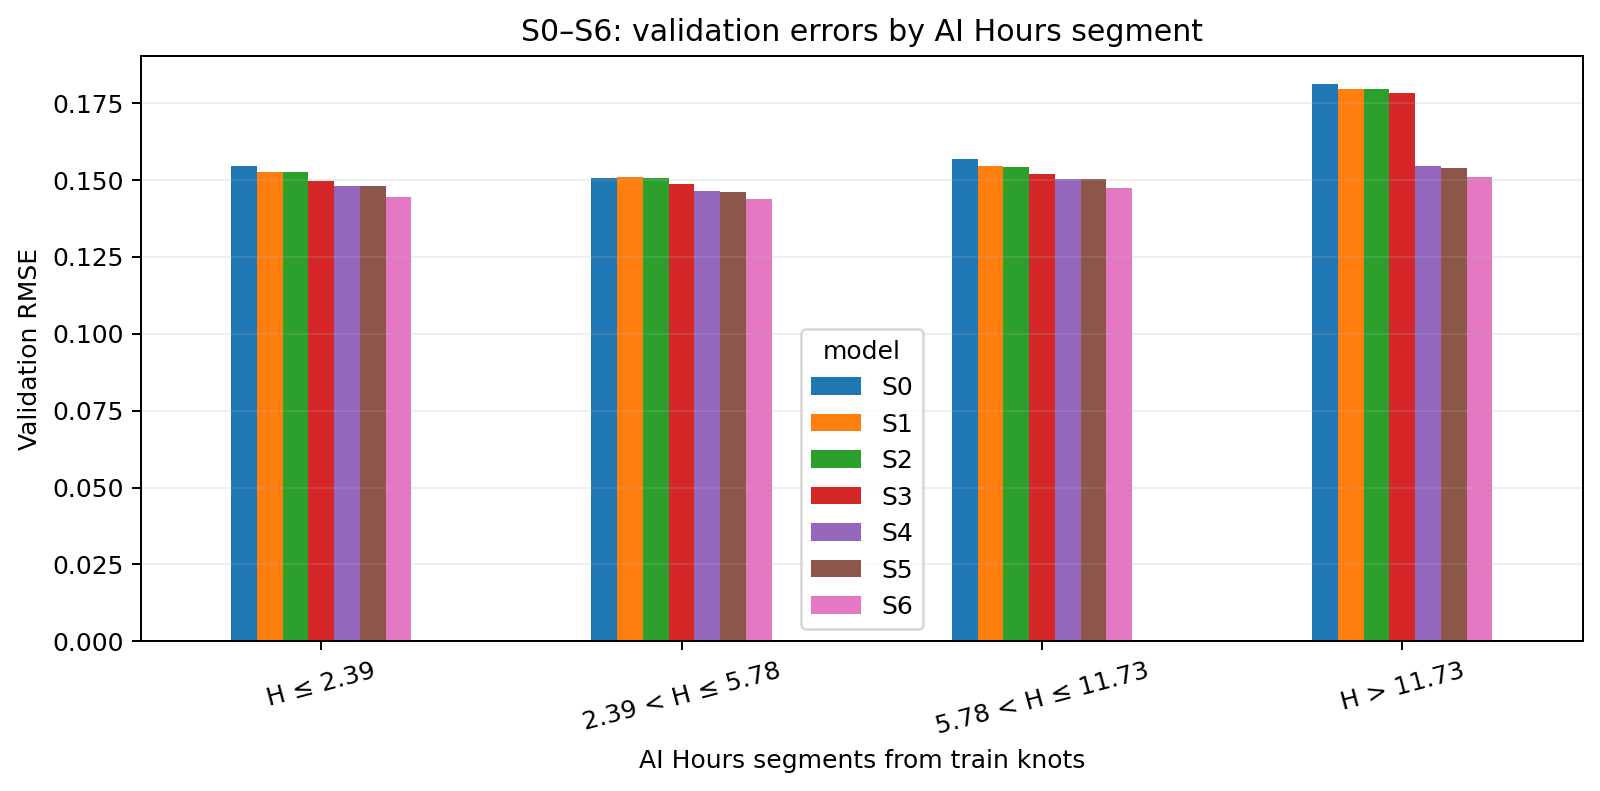 S0–S6: validation errors by AI Hours segment
Validation RMSE
0.175
0.150
0.125
0.100
0.075
0.050
0.025
0.000
model
S0
S1
S2
S3
S4
S5
S6
H ≤ 2.39
2.39 < H ≤ 5.78
5.78 < H ≤ 11.73
H > 11.73
AI Hours segments from train knots